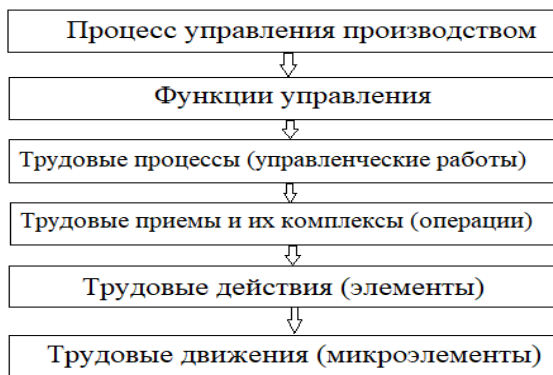 Процесс управления производством
Функции управления
Трудовые процессы (управленческие работы)
Трудовые приемы и их комплексы (операции)
Трудовые действия (элементы)
Трудовые движения (микроэлементы)